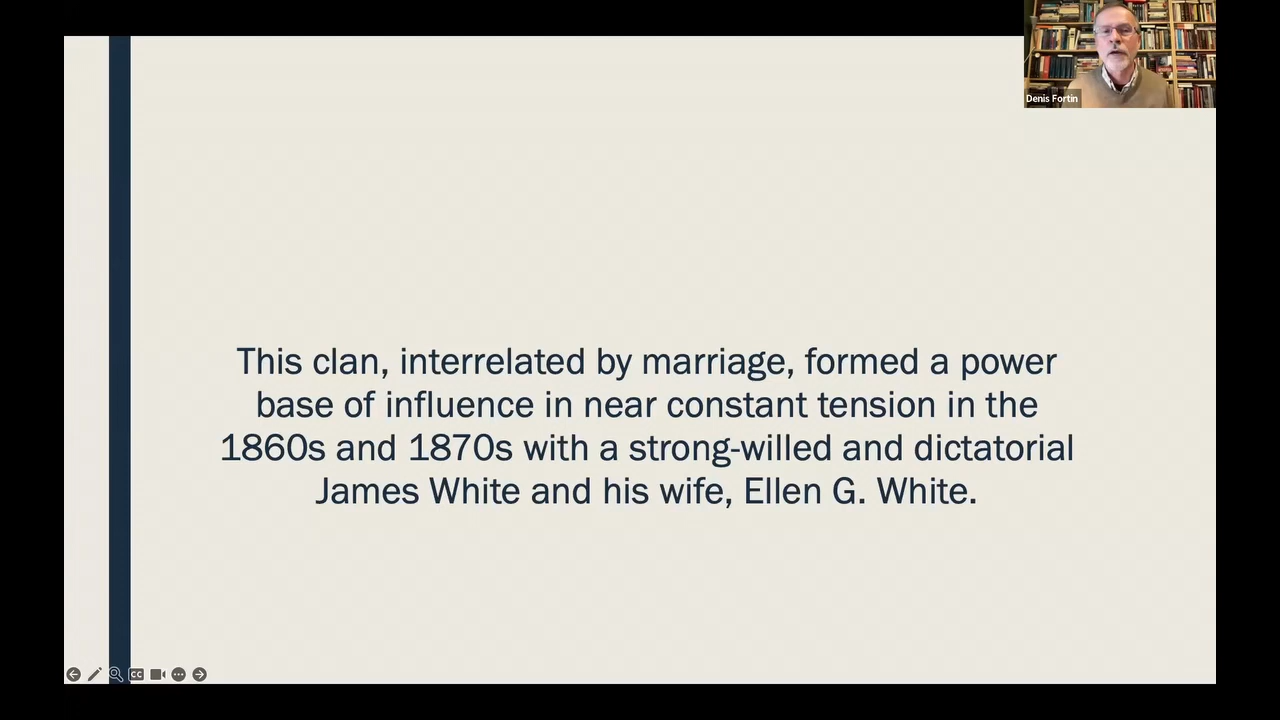 Denis Fortin
This clan, interrelated by marriage, formed a power
base of influence in near constant tension in the
1860s and 1870s with a strong-willed and dictatorial
James White and his wife, Ellen G. White.
CC